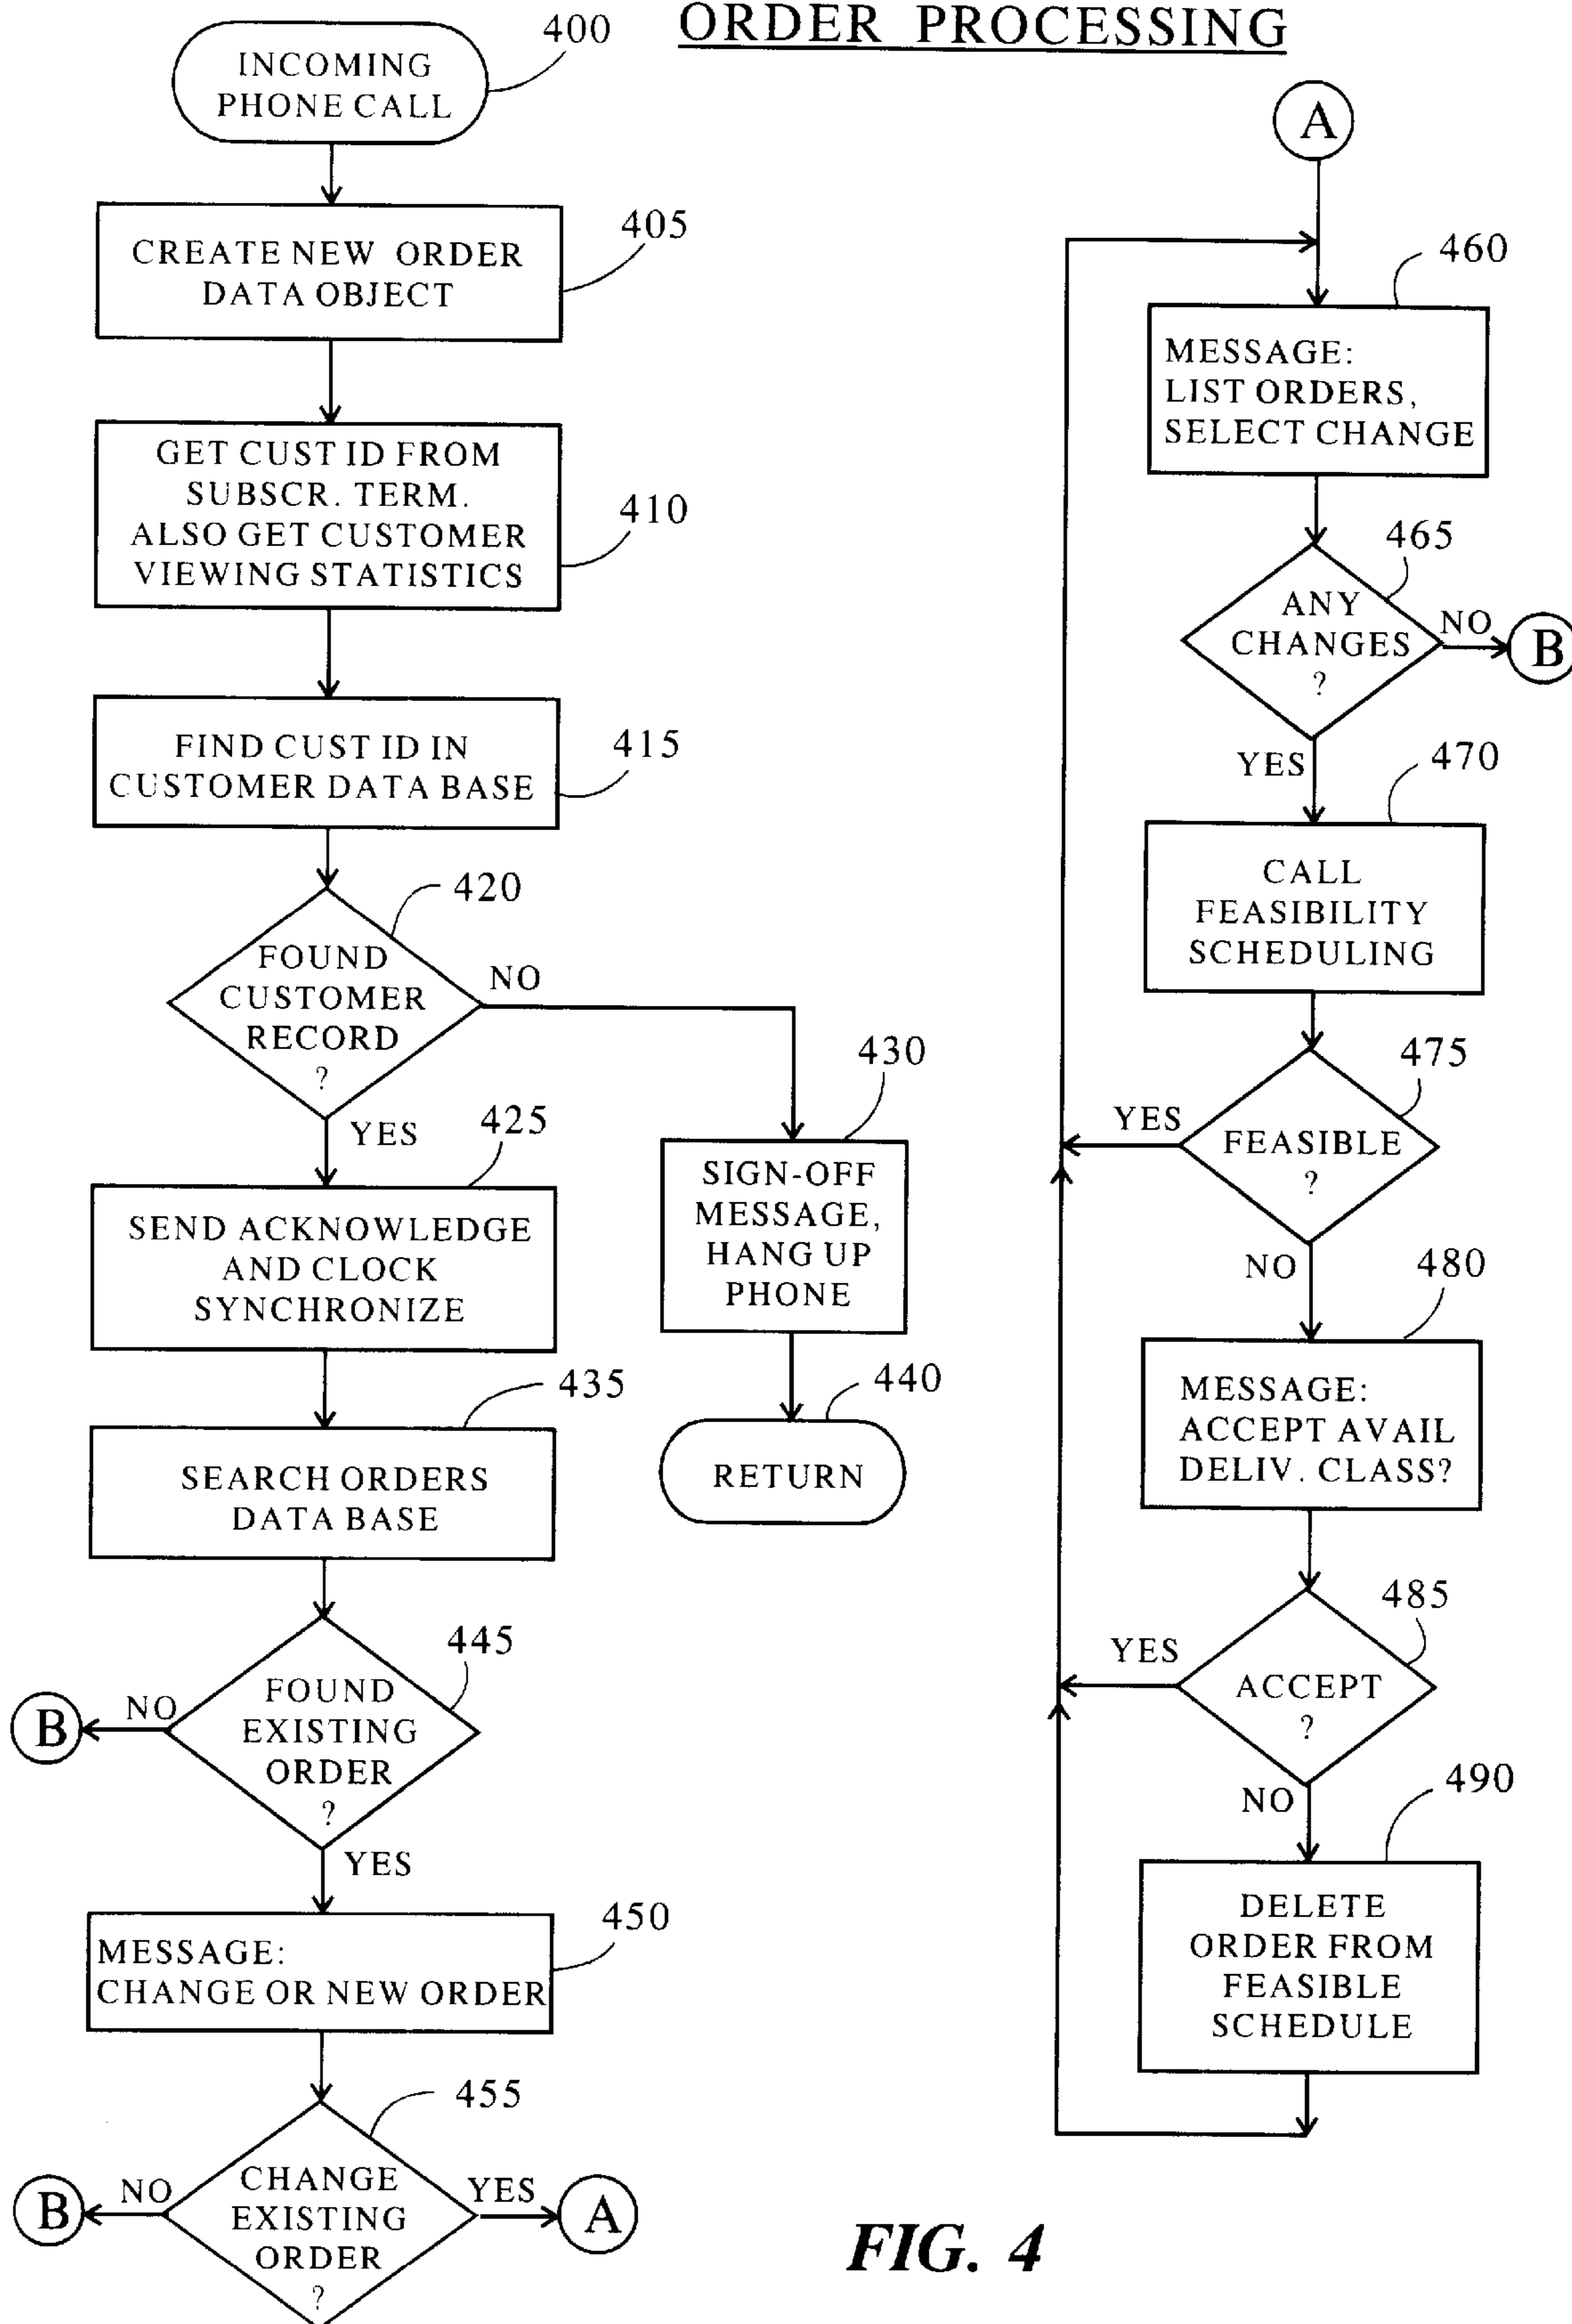 ORDER PROCESSING
400
INCOMING
PHONE CALL
405
CREATE NEW ORDER
DATA OBJECT
410
GET CUST ID FROM
SUBSCR. TERM.
ALSO GET CUSTOMER
VIEWING STATISTICS
415
FIND CUST ID IN
CUSTOMER DATA BASE
420
FOUND
CUSTOMER
RECORD
?
NO
YES
430
SIGN-OFF
MESSAGE,
HANG UP
PHONE
440
RETURN
425
SEND ACKNOWLEDGE
AND CLOCK
SYNCHRONIZE
435
SEARCH ORDERS
DATA BASE
445
FOUND
EXISTING
ORDER
?
NO
B
YES
450
MESSAGE:
CHANGE OR NEW ORDER
455
CHANGE
EXISTING
ORDER
?
NO
B
YES
A
A
460
MESSAGE:
LIST ORDERS,
SELECT CHANGE
465
ANY
CHANGES
?
NO
B
YES
470
CALL
FEASIBILITY
SCHEDULING
475
FEASIBLE
?
YES
NO
480
MESSAGE:
ACCEPT AVAIL
DELIV. CLASS?
485
ACCEPT
?
YES
NO
490
DELETE
ORDER FROM
FEASIBLE
SCHEDULE
FIG. 4